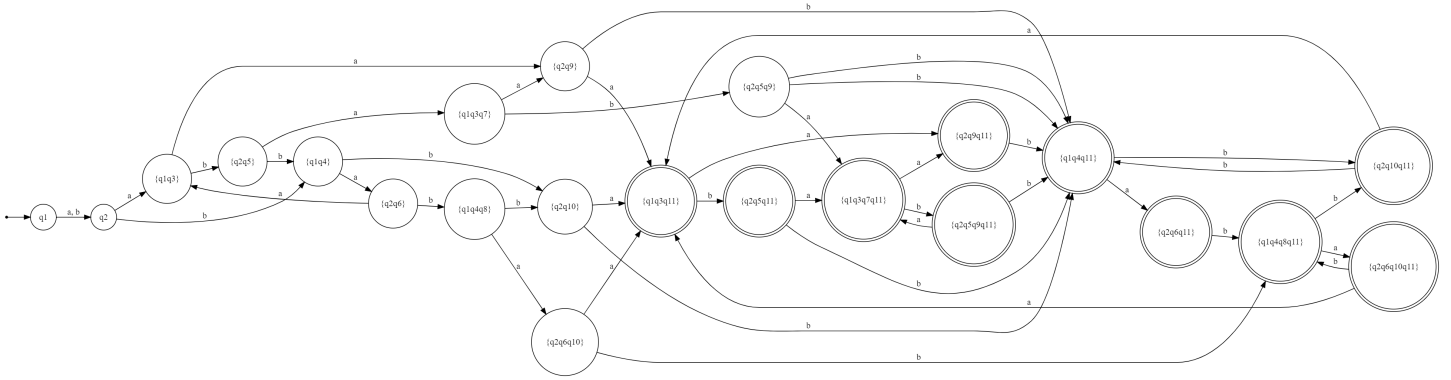 b
a
{q2q9}
a
b
a
b
{q2q5q9}
b
a
a
{q1q3q7}
b
a
a
{q2q9q11}
b
{q1q4q11}
b
b
{q2q10q11}
{q1q3}
b
{q2q5}
b
{q1q4}
b
a
a
a
b
a
a
q1
a, b
q2
b
a
{q2q6}
b
{q1q4q8}
b
{q2q10}
a
{q1q3q11}
b
{q2q5q11}
a
{q1q3q7q11}
b
a
{q2q5q9q11}
b
a
{q2q6q11}
b
{q1q4q8q11}
b
a
b
{q2q6q10q11}
a
a
b
a
b
{q2q6q10}
b